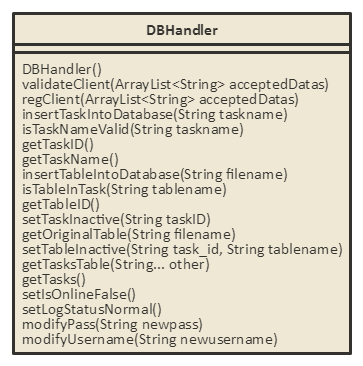 DBHandler
DBHandler()
validateClient(ArrayList<String> acceptedDatas)
regClient(ArrayList<String> acceptedDatas)
insertTaskIntoDatabase(String taskname)
isTaskNameValid(String taskname)
getTaskID()
getTaskName()
insertTableIntoDatabase(String filename)
isTableInTask(String tablename)
getTableID()
setTaskInactive(String taskID)
getOriginalTable(String filename)
setTableInactive(String task_id, String tablename)
getTasksTable(String... other)
getTasks()
setIsOnlineFalse()
setLogStatusNormal()
modifyPass(String newpass)
modifyUsername(String newusername)